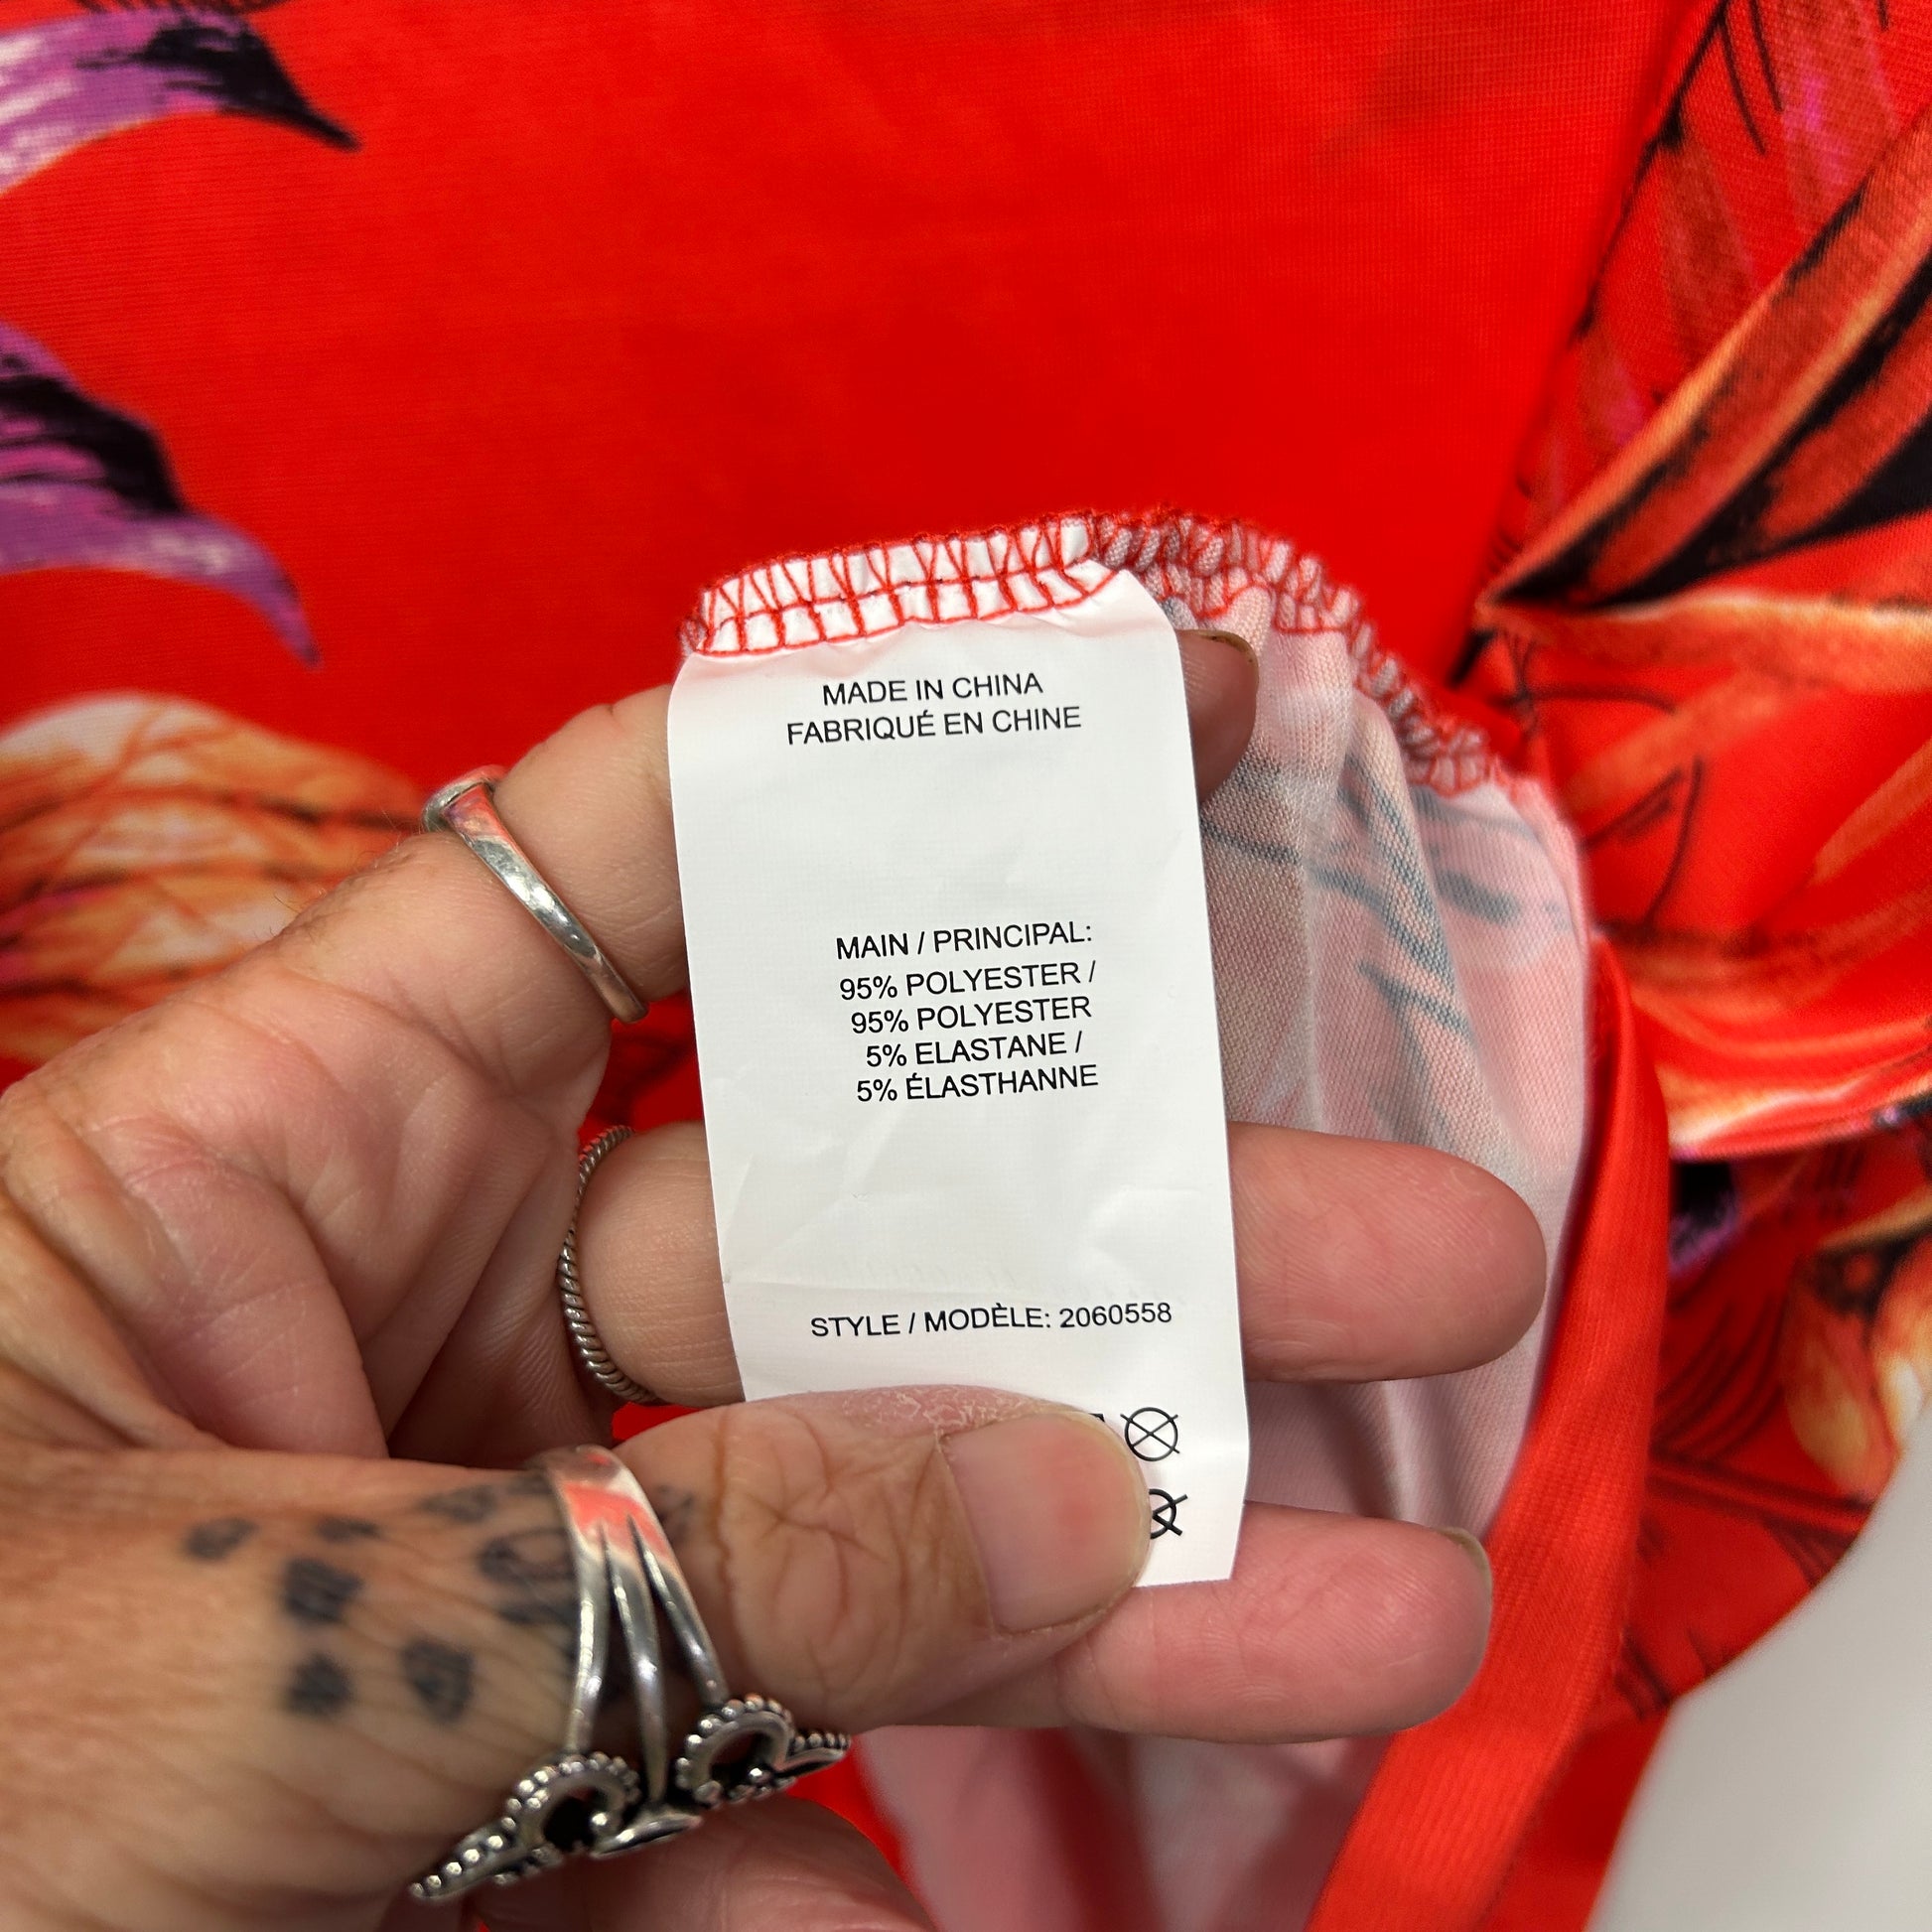 MADE IN CHINA
FABRIQUÉ EN CHINE
MAIN / PRINCIPAL:
95% POLYESTER /
95% POLYESTER
5% ELASTANE /
5% ÉLASTHANNE
STYLE / MODÈLE: 2060558